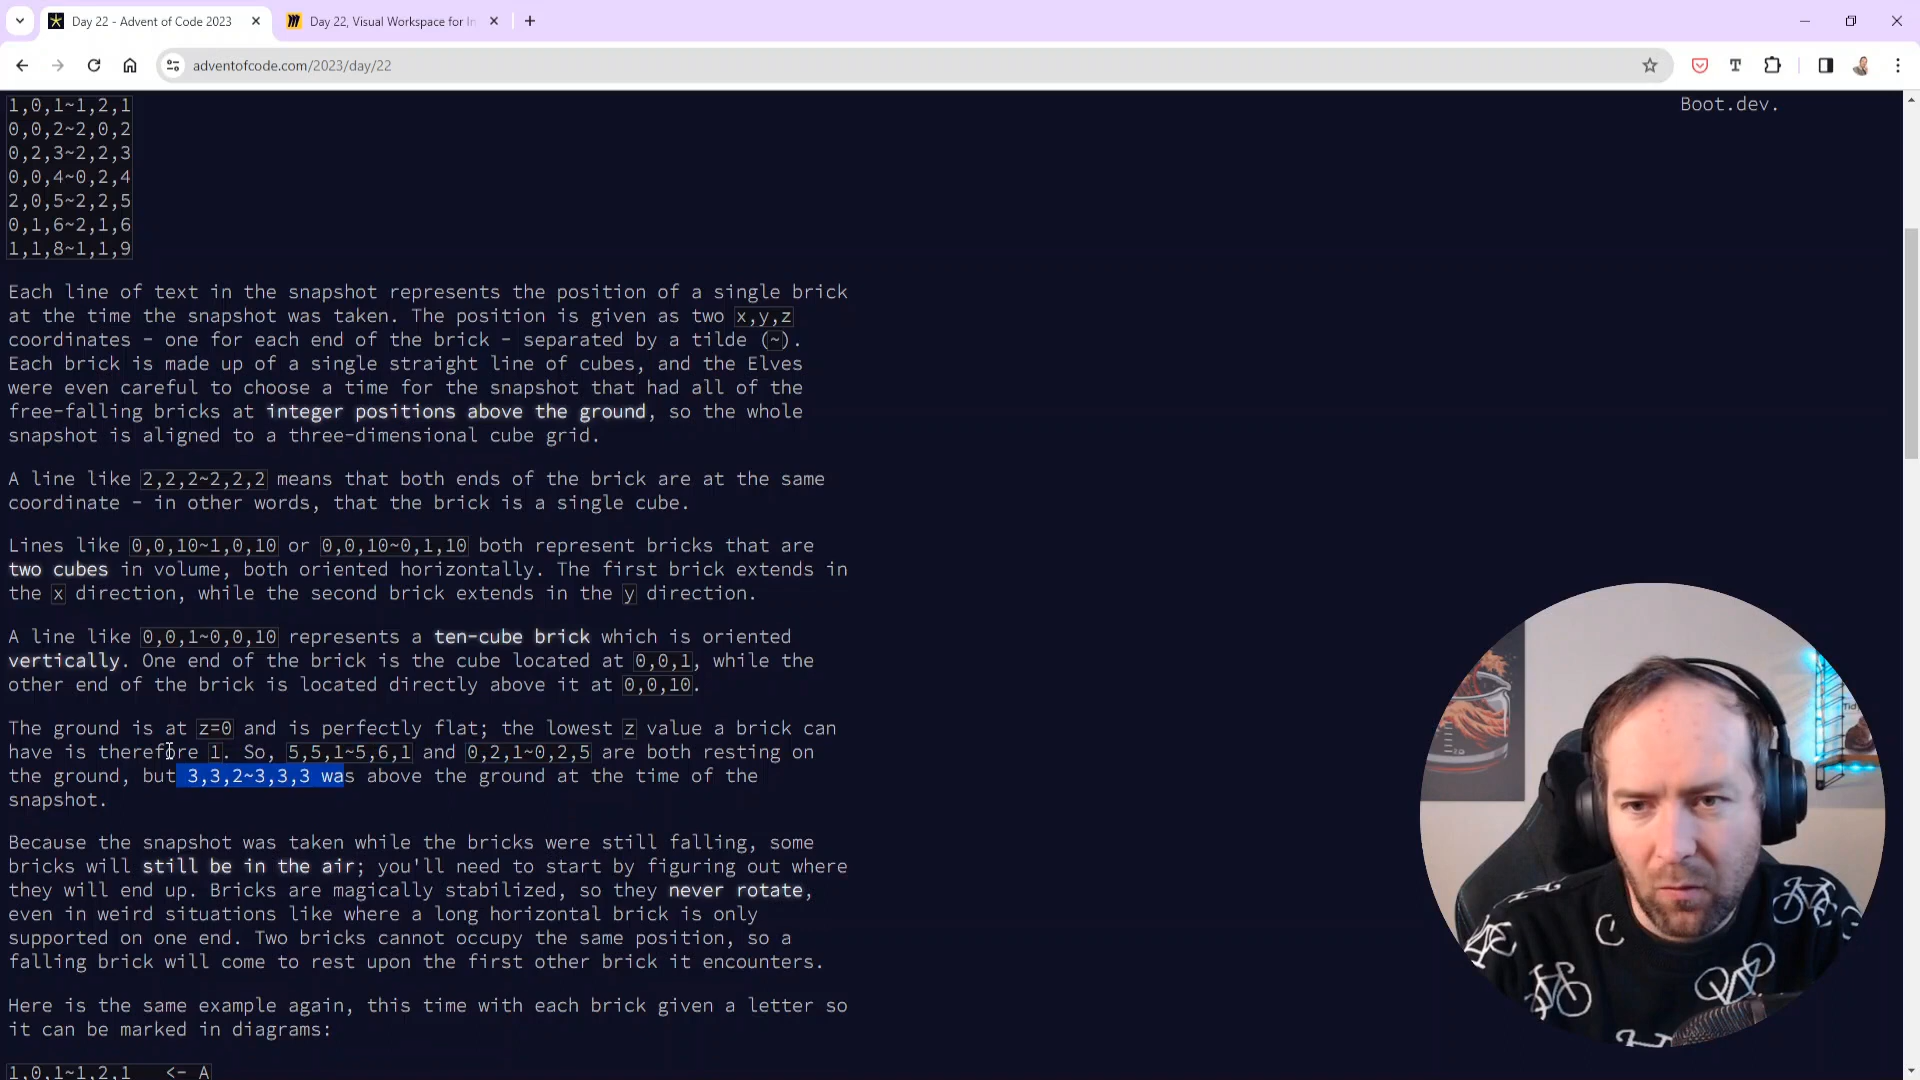 Day 22 - Advent of Code 2023
Day 22, Visual Workspace for In
adventofcode.com/2023/day/22
Boot.dev.
1,0,1~1,2,1
0,0,2~2,0,2
0,2,3~2,2,3
0,0,4~0,2,4
2,0,5~2,2,5
0,1,6~2,1,6
1,1,8~1,1,9
Each line of text in the snapshot represents the position of a single brick
at the time the snapshot was taken. The position is given as two x,y,z
coordinates - one for each end of the brick - separated by a tilde (~).
Each brick is made up of a single straight line of cubes, and the Elves
were even careful to choose a time for the snapshot that had all of the
free-falling bricks at integer positions above the ground, so the whole
snapshot is aligned to a three-dimensional cube grid.
A line like 2,2,2~2,2,2 means that both ends of the brick are at the same
coordinate - in other words, that the brick is a single cube.
Lines like 0,0,10~1,0,10 or 0,0,10~0,1,10 both represent bricks that are
two cubes in volume, both oriented horizontally. The first brick extends in
the x direction, while the second brick extends in the y direction.
A line like 0,0,1~0,0,10 represents a ten-cube brick which is oriented
vertically. One end of the brick is the cube located at 0,0,1, while the
other end of the brick is located directly above it at 0,0,10.
The ground is at z=0 and is perfectly flat; the lowest z value a brick can
have is therefore 1. So, 5,5,1~5,6,1 and 0,2,1~0,2,5 are both resting on
the ground, but 3,3,2~3,3,3 was above the ground at the time of the
snapshot.
Because the snapshot was taken while the bricks were still falling, some
bricks will still be in the air; you'll need to start by figuring out where
they will end up. Bricks are magically stabilized, so they never rotate,
even in weird situations like where a long horizontal brick is only
supported on one end. Two bricks cannot occupy the same position, so a
falling brick will come to rest upon the first other brick it encounters.
Here is the same example again, this time with each brick given a letter so
it can be marked in diagrams:
1,0,1~1,2,1 <- A